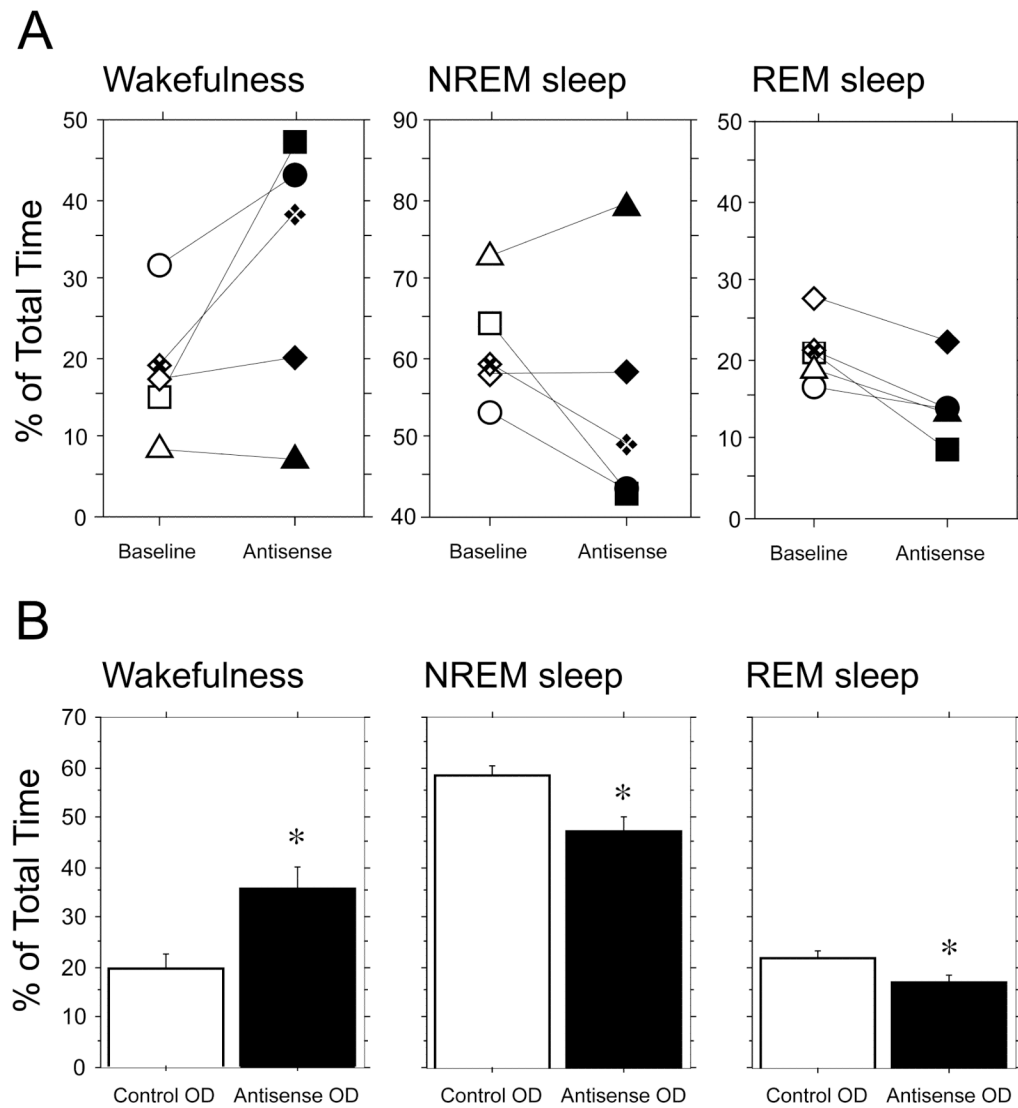 A
Wakefulness NREM sleep REM sleep
% of Total Time
50 90 50
40 80 40
30 70 30
20 60 20
10 50 10
0 40 0
Baseline Antisense Baseline Antisense Baseline Antisense
B
Wakefulness NREM sleep REM sleep
% of Total Time
70
60
50
40
30
20
10
0
* * *
Control OD Antisense OD Control OD Antisense OD Control OD Antisense OD